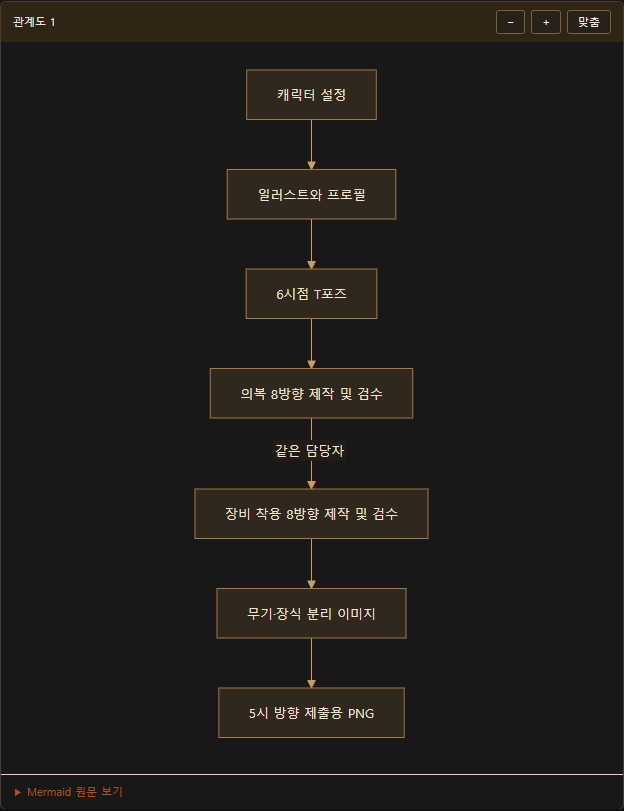 관계도 1
−
+
맞춤
캐릭터 설정
일러스트와 프로필
6시점 T포즈
의복 8방향 제작 및 검수
같은 담당자
장비 착용 8방향 제작 및 검수
무기·장식 분리 이미지
5시 방향 제출용 PNG
▶ Mermaid 원문 보기